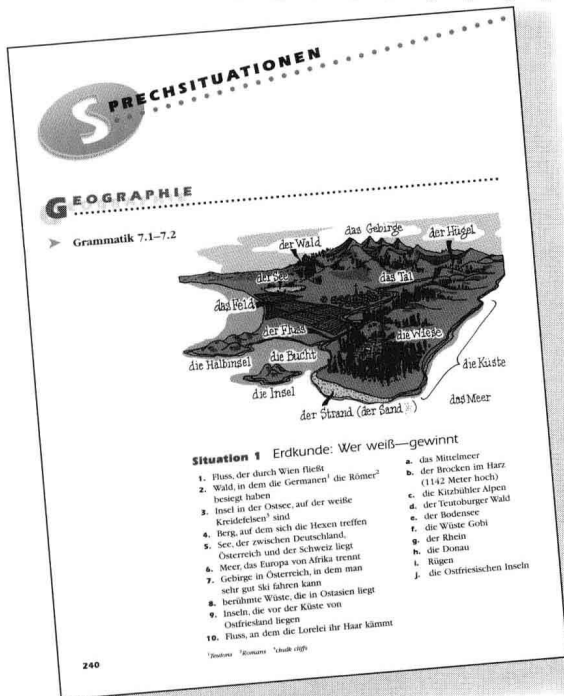 SPRECHSITUATIONEN
GEOGRAPHIE
Grammatik 7.1–7.2
das Gebirge
der Hügel
der Wald
der See
das Tal
das Feld
der Fluss
die Wiese
die Halbinsel
die Bucht
die Küste
die Insel
das Meer
der Strand (der Sand)
Situation 1 Erdkunde: Wer weiß—gewinnt
1. Fluss, der durch Wien fließt
2. Wald, in dem die Germanen¹ die Römer²
besiegt haben
3. Insel in der Ostsee, auf der weiße
Kreidefelsen³ sind
4. Berg, auf dem sich die Hexen treffen
5. See, der zwischen Deutschland,
Österreich und der Schweiz liegt
6. Meer, das Europa von Afrika trennt
7. Gebirge in Österreich, in dem man
sehr gut Ski fahren kann
8. berühmte Wüste, die in Ostasien liegt
9. Inseln, die vor der Küste von
Ostfriesland liegen
10. Fluss, an dem die Lorelei ihr Haar kämmt
a. das Mittelmeer
b. der Brocken im Harz
(1142 Meter hoch)
c. die Kitzbühler Alpen
d. der Teutoburger Wald
e. der Bodensee
f. die Wüste Gobi
g. der Rhein
h. die Donau
i. Rügen
j. die Ostfriesischen Inseln
¹Teutons ²Romans ³chalk cliffs
240